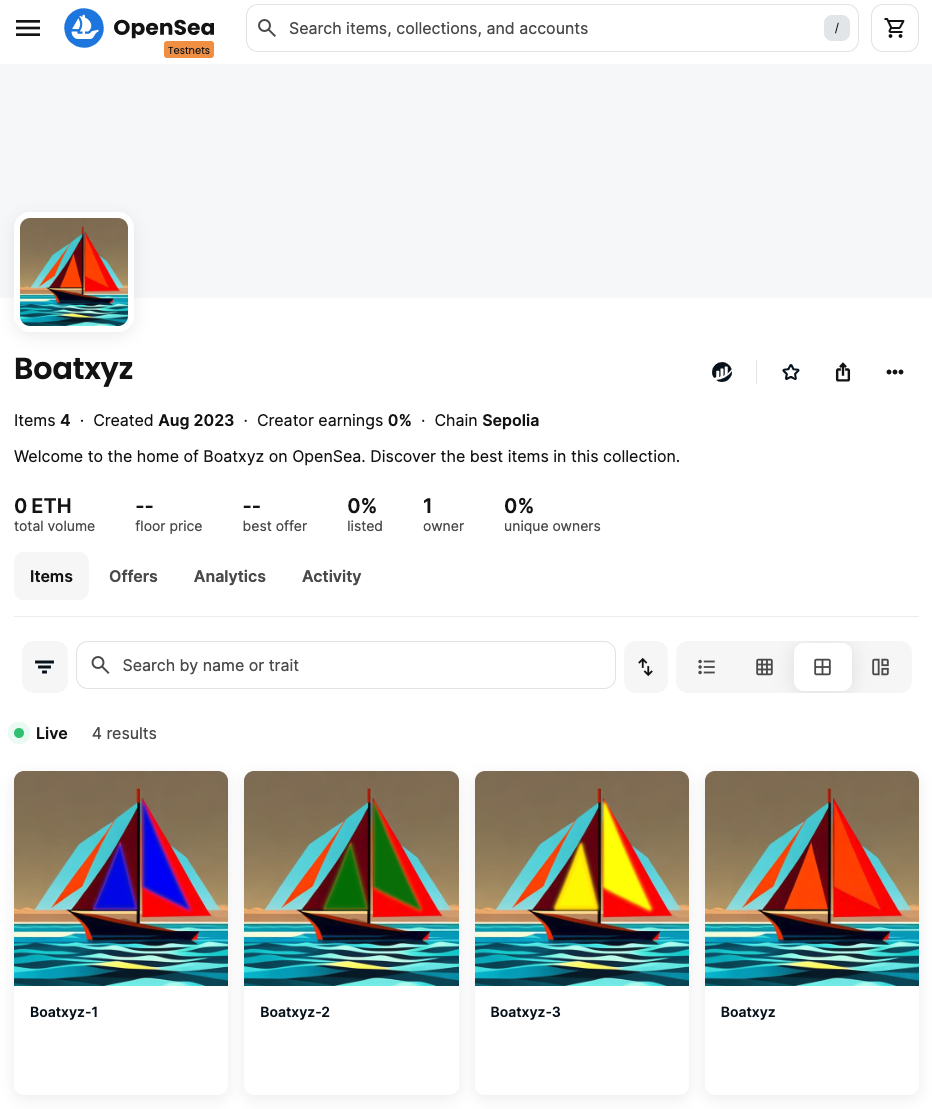 OpenSea
Testnets
Search items, collections, and accounts
/
Boatxyz
Items 4 · Created Aug 2023 · Creator earnings 0% · Chain Sepolia
Welcome to the home of Boatxyz on OpenSea. Discover the best items in this collection.
0 ETH -- -- 0% 1 0%
total volume floor price best offer listed owner unique owners
Items Offers Analytics Activity
Search by name or trait
Live 4 results
Boatxyz-1 Boatxyz-2 Boatxyz-3 Boatxyz